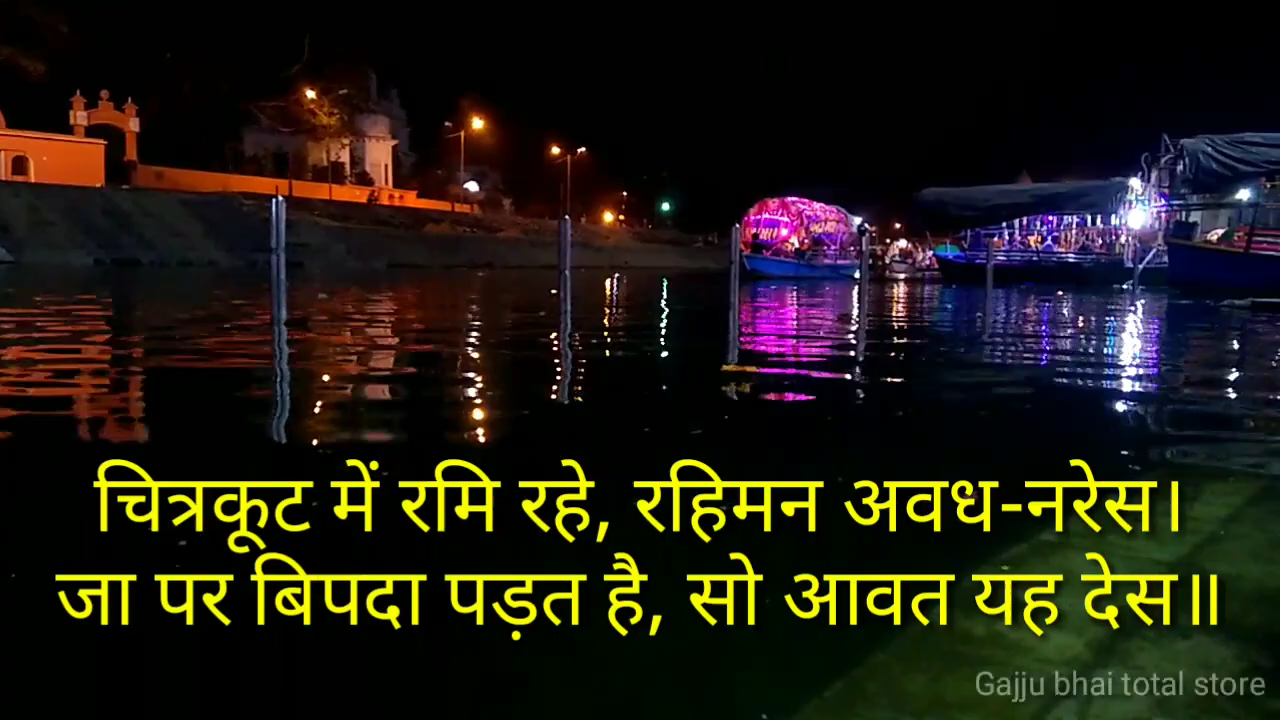 चित्रकूट में रमि रहे, रहिमन अवध-नरेस।
जा पर बिपदा पड़त है, सो आवत यह देस॥
Gajju bhai total store